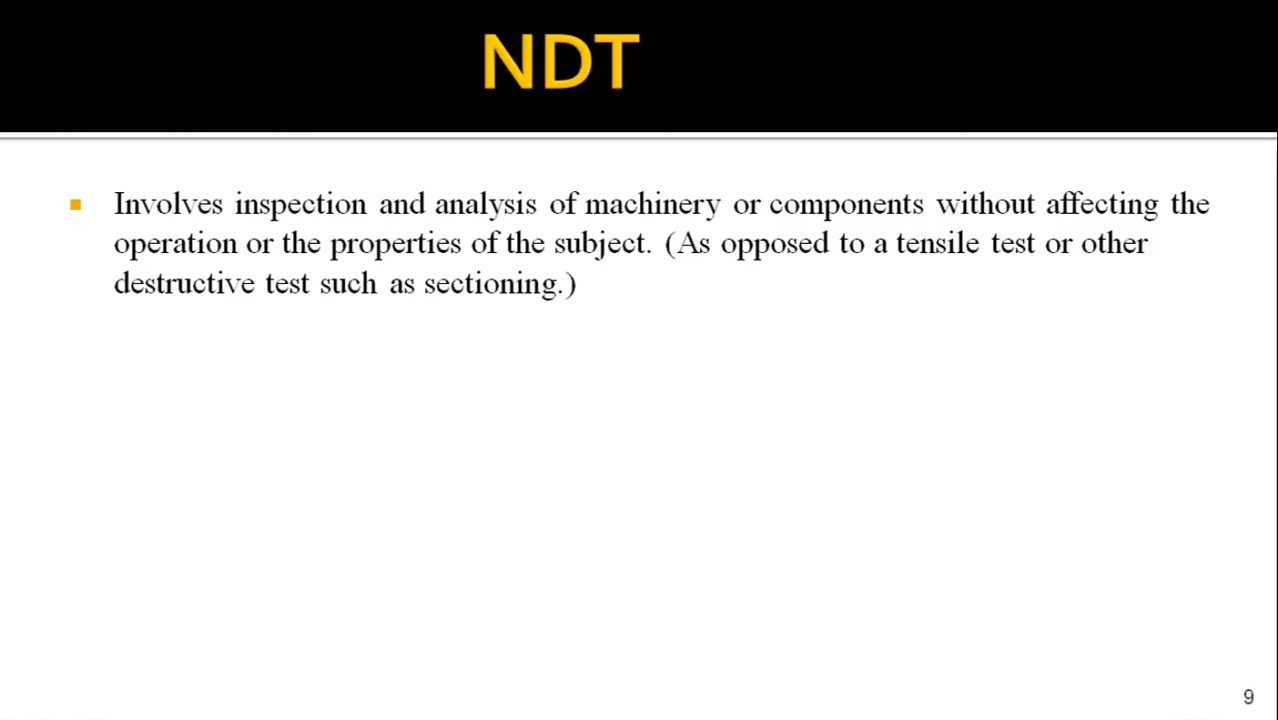 NDT
Involves inspection and analysis of machinery or components without affecting the
operation or the properties of the subject. (As opposed to a tensile test or other
destructive test such as sectioning.)
9